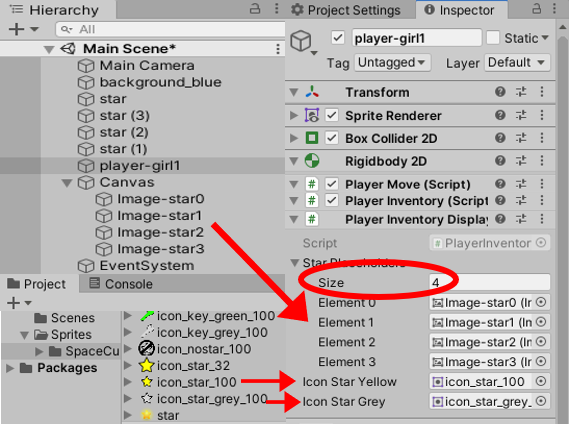 Hierarchy
All
Main Scene*
Main Camera
background_blue
star
star (3)
star (2)
star (1)
player-girl1
Canvas
Image-star0
Image-star1
Image-star2
Image-star3
EventSystem
Project
Console
Scenes
Sprites
SpaceCu
Packages
icon_key_green_100
icon_key_grey_100
icon_nostar_100
icon_star_32
icon_star_100
icon_star_grey_100
star
Project Settings
Inspector
player-girl1
Static
Tag Untagged
Layer Default
Transform
Sprite Renderer
Box Collider 2D
Rigidbody 2D
Player Move (Script)
Player Inventory (Scrip
Player Inventory Displa
Script
PlayerInventor
Star Placeholders
Size 4
Element 0 Image-star0 (Ir
Element 1 Image-star1 (Ir
Element 2 Image-star2 (Ir
Element 3 Image-star3 (Ir
Icon Star Yellow icon_star_100
Icon Star Grey icon_star_grey_